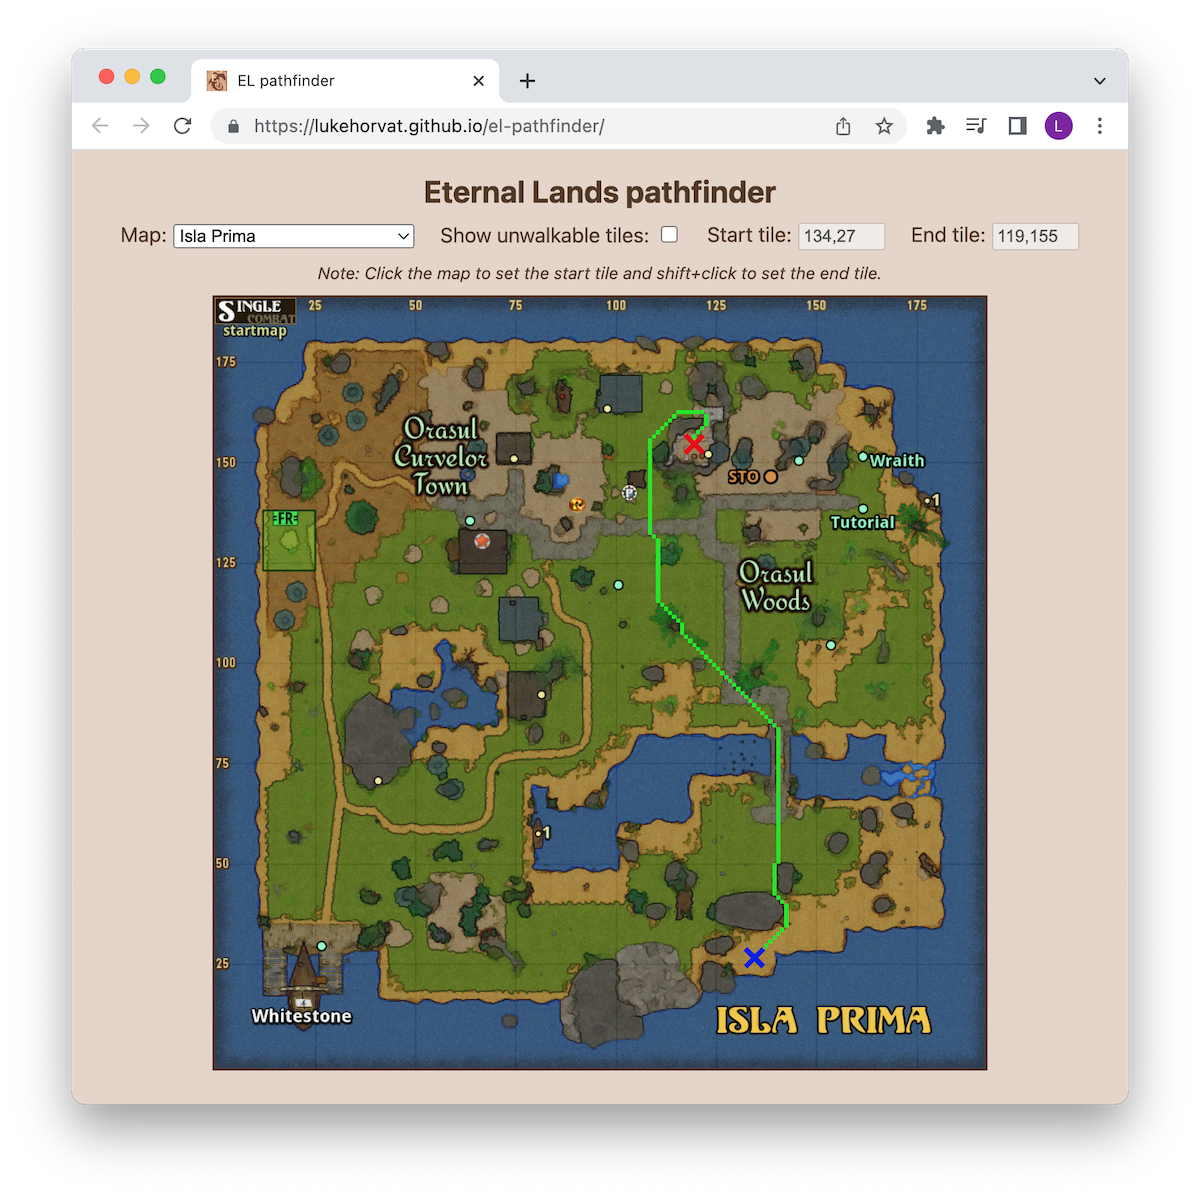 EL pathfinder
https://lukehorvat.github.io/el-pathfinder/
L
Eternal Lands pathfinder
Map: Isla Prima Show unwalkable tiles: Start tile: 134,27 End tile: 119,155
Note: Click the map to set the start tile and shift+click to set the end tile.
SINGLE 25 50 75 100 125 150 175
COMBAT
startmap
175
Orasul
Curvelor
Town
150
Wraith
STO
1
=FR=
Tutorial
125
Orasul
Woods
100
75
1
50
25
4
Whitestone
ISLA PRIMA